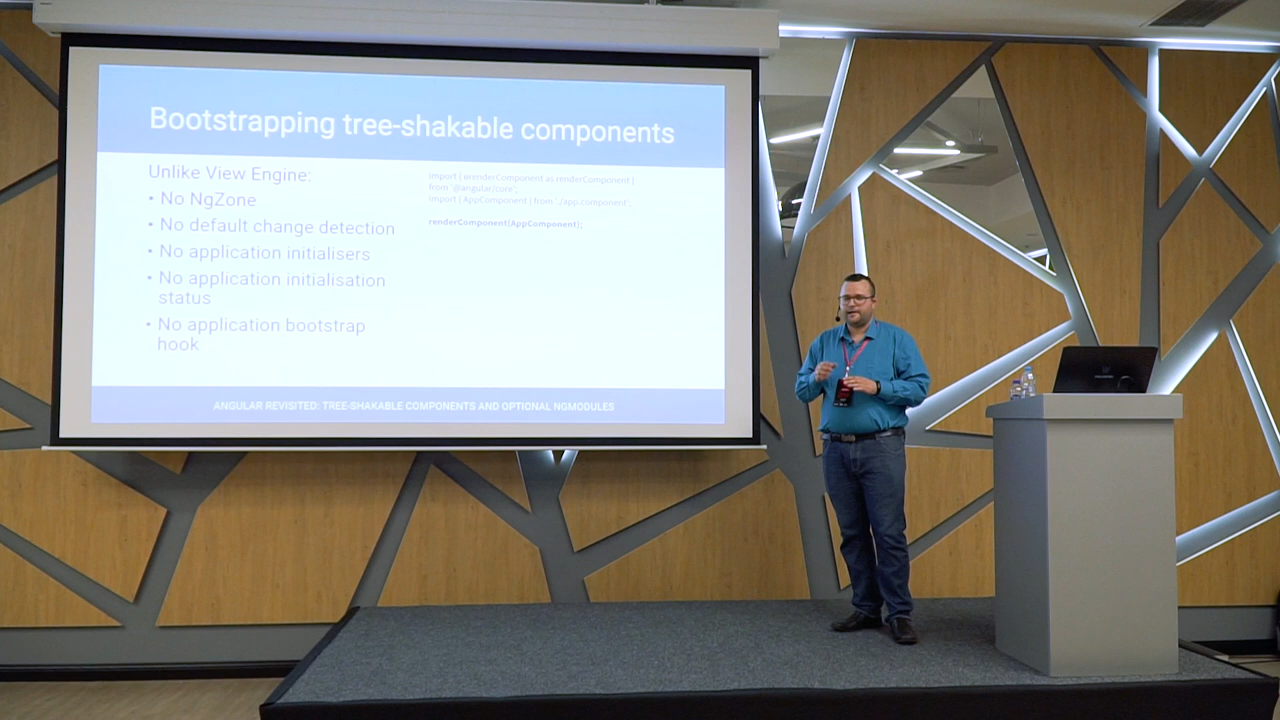 Bootstrapping tree-shakable components
Unlike View Engine:
• No NgZone
• No default change detection
• No application initialisers
• No application initialisation
status
• No application bootstrap
hook
import { ɵrenderComponent as renderComponent }
from '@angular/core';
import { AppComponent } from './app.component';
renderComponent(AppComponent);
ANGULAR REVISITED: TREE-SHAKABLE COMPONENTS AND OPTIONAL NGMODULES